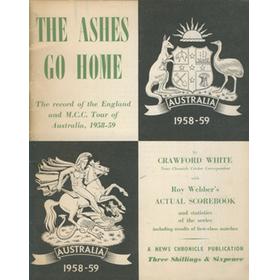 THE ASHES
GO HOME
The record of the England
and M.C.C. Tour of
Australia, 1958-59
AUSTRALIA
1958-59
AUSTRALIA
1958-59
by
CRAWFORD WHITE
News Chronicle Cricket Correspondent
with
Roy Webber's
ACTUAL SCOREBOOK
and statistics
of the series
including results of first-class matches
A NEWS CHRONICLE PUBLICATION
Three Shillings & Sixpence